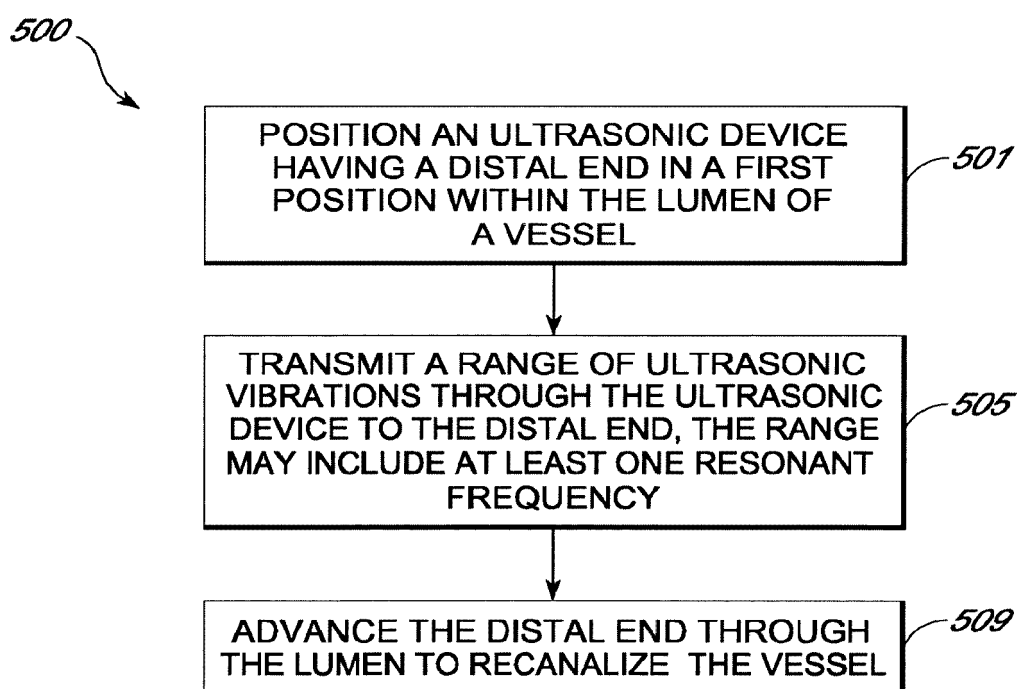 500
POSITION AN ULTRASONIC DEVICE
HAVING A DISTAL END IN A FIRST
POSITION WITHIN THE LUMEN OF
A VESSEL
501
TRANSMIT A RANGE OF ULTRASONIC
VIBRATIONS THROUGH THE ULTRASONIC
DEVICE TO THE DISTAL END, THE RANGE
MAY INCLUDE AT LEAST ONE RESONANT
FREQUENCY
505
ADVANCE THE DISTAL END THROUGH
THE LUMEN TO RECANALIZE THE VESSEL
509